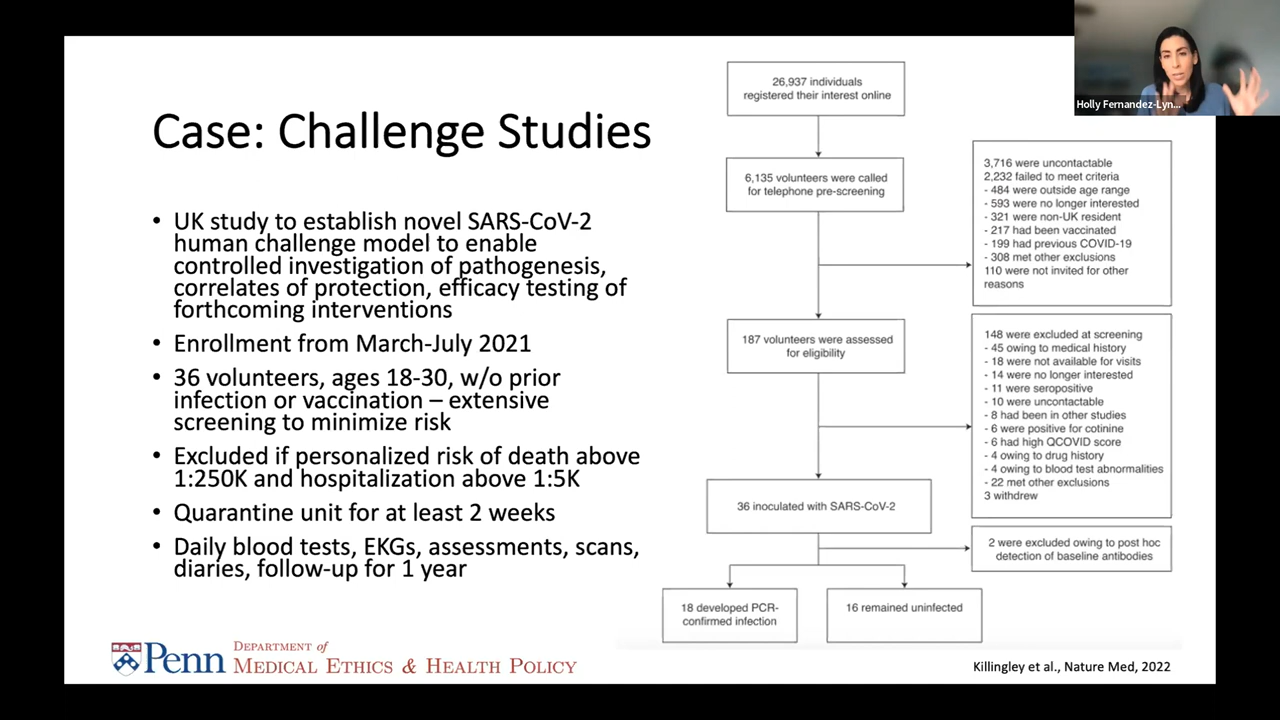 Case: Challenge Studies
• UK study to establish novel SARS-CoV-2
human challenge model to enable
controlled investigation of pathogenesis,
correlates of protection, efficacy testing of
forthcoming interventions
• Enrollment from March-July 2021
• 36 volunteers, ages 18-30, w/o prior
infection or vaccination – extensive
screening to minimize risk
• Excluded if personalized risk of death above
1:250K and hospitalization above 1:5K
• Quarantine unit for at least 2 weeks
• Daily blood tests, EKGs, assessments, scans,
diaries, follow-up for 1 year
26,937 individuals
registered their interest online
6,135 volunteers were called
for telephone pre-screening
3,716 were uncontactable
2,232 failed to meet criteria
- 484 were outside age range
- 593 were no longer interested
- 321 were non-UK resident
- 217 had been vaccinated
- 199 had previous COVID-19
- 308 met other exclusions
110 were not invited for other
reasons
187 volunteers were assessed
for eligibility
148 were excluded at screening
- 45 owing to medical history
- 18 were not available for visits
- 14 were no longer interested
- 11 were seropositive
- 10 were uncontactable
- 8 had been in other studies
- 6 were positive for cotinine
- 6 had high QCOVID score
- 4 owing to drug history
- 4 owing to blood test abnormalities
- 22 met other exclusions
3 withdrew
36 inoculated with SARS-CoV-2
2 were excluded owing to post hoc
detection of baseline antibodies
18 developed PCR-
confirmed infection
16 remained uninfected
Penn
DEPARTMENT of
MEDICAL ETHICS & HEALTH POLICY
Killingley et al., Nature Med, 2022
Holly Fernandez-Lyn...